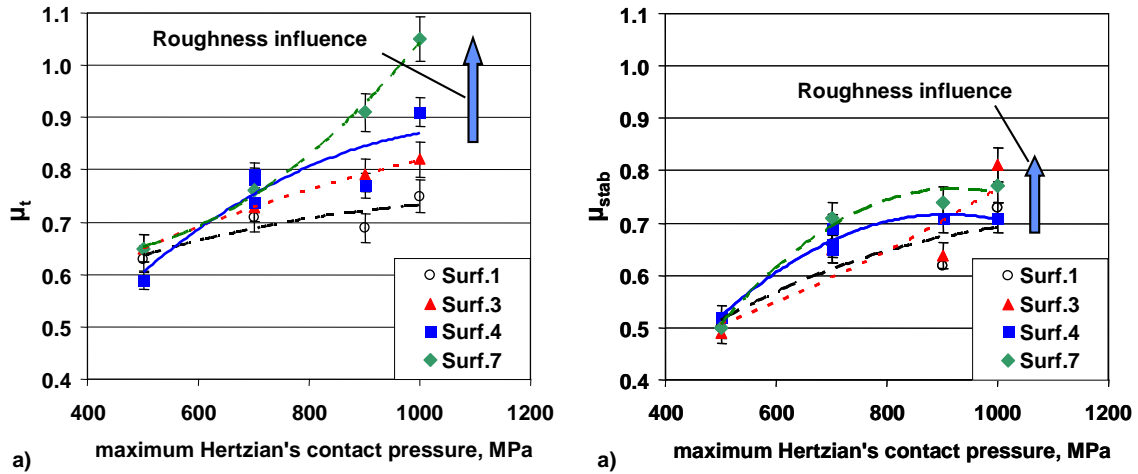 1.1
1.0
0.9
0.8
0.7
0.6
0.5
0.4
μt
Roughness influence
Surf.1
Surf.3
Surf.4
Surf.7
400 600 800 1000 1200
maximum Hertzian's contact pressure, MPa
a)
1.1
1.0
0.9
0.8
0.7
0.6
0.5
0.4
μstab
Roughness influence
Surf.1
Surf.3
Surf.4
Surf.7
400 600 800 1000 1200
maximum Hertzian's contact pressure, MPa
a)